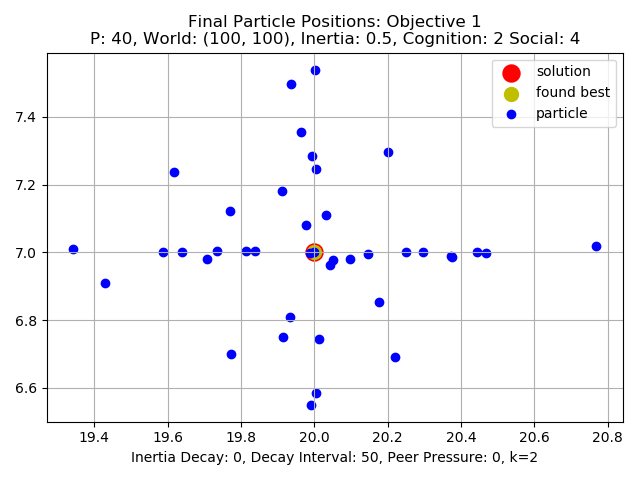 Final Particle Positions: Objective 1
P: 40, World: (100, 100), Inertia: 0.5, Cognition: 2 Social: 4
solution
found best
particle
7.4
7.2
7.0
6.8
6.6
19.4 19.6 19.8 20.0 20.2 20.4 20.6 20.8
Inertia Decay: 0, Decay Interval: 50, Peer Pressure: 0, k=2